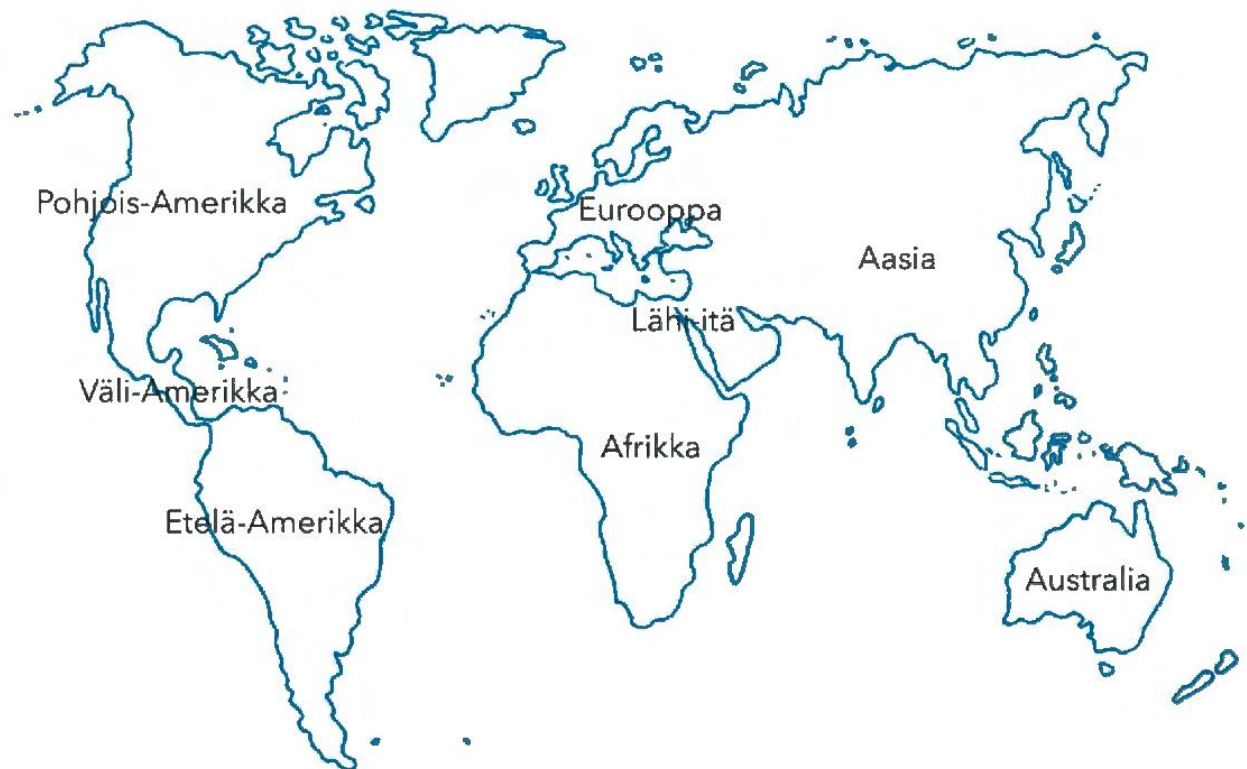 Pohjois-Amerikka
Eurooppa
Aasia
Lähi-itä
Väli-Amerikka
Afrikka
Etelä-Amerikka
Australia